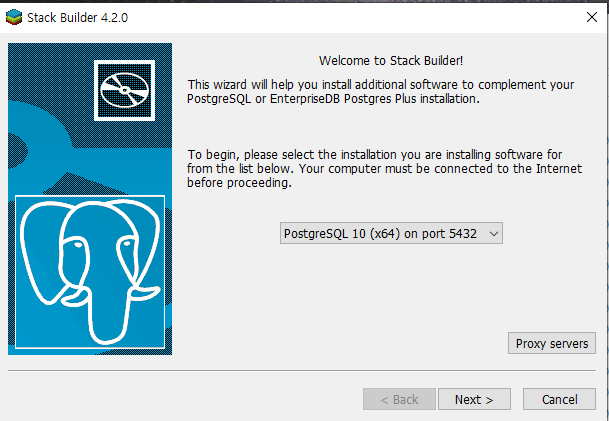 Stack Builder 4.2.0
Welcome to Stack Builder!
This wizard will help you install additional software to complement your
PostgreSQL or EnterpriseDB Postgres Plus installation.
To begin, please select the installation you are installing software for
from the list below. Your computer must be connected to the Internet
before proceeding.
PostgreSQL 10 (x64) on port 5432
Proxy servers
< Back
Next >
Cancel